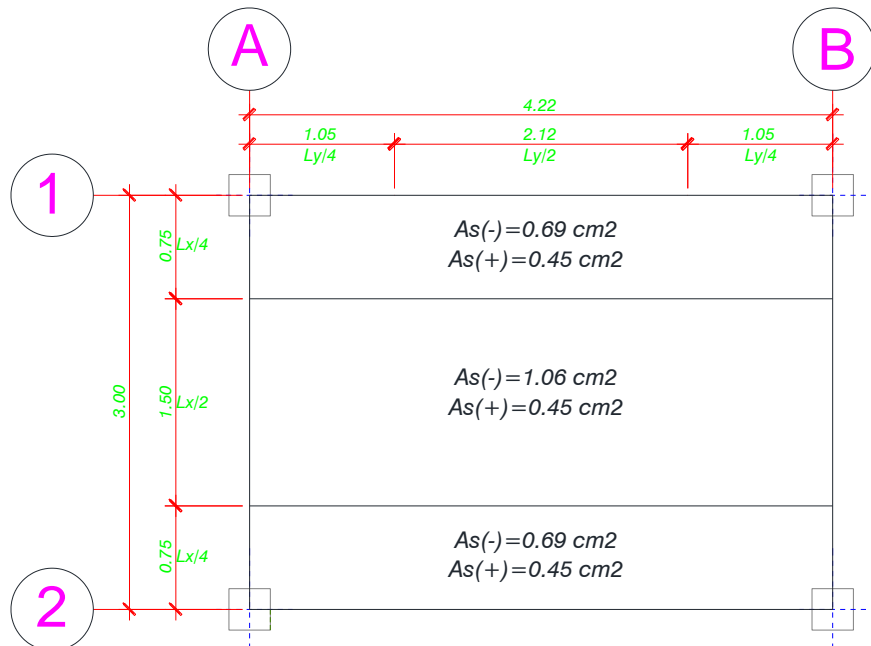 A
B
4.22
1.05
2.12
1.05
Ly/4
Ly/2
Ly/4
1
As(-)=0.69 cm2
As(+)=0.45 cm2
0.75
Lx/4
As(-)=1.06 cm2
As(+)=0.45 cm2
3.00
1.50
Lx/2
As(-)=0.69 cm2
As(+)=0.45 cm2
0.75
Lx/4
2